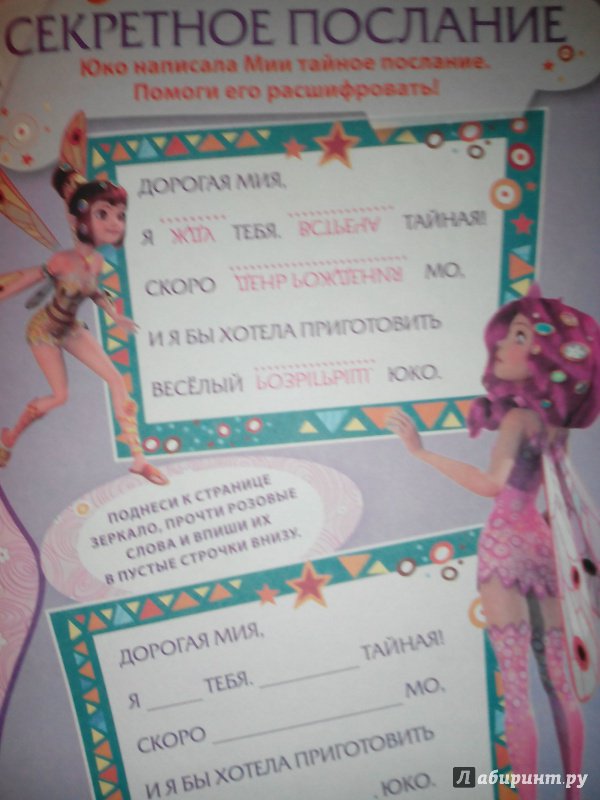 СЕКРЕТНОЕ ПОСЛАНИЕ
Юко написала Мии тайное послание.
Помоги его расшифровать!
ДОРОГАЯ МИЯ,
Я ЖДУ ТЕБЯ. ВСТРЕЧА ТАЙНАЯ!
СКОРО ДЕНЬ РОЖДЕНИЯ МО,
И Я БЫ ХОТЕЛА ПРИГОТОВИТЬ
ВЕСЁЛЫЙ РОЗЫГРЫШ ЮКО.
ПОДНЕСИ К СТРАНИЦЕ
ЗЕРКАЛО, ПРОЧТИ РОЗОВЫЕ
СЛОВА И ВПИШИ ИХ
В ПУСТЫЕ СТРОЧКИ ВНИЗУ.
ДОРОГАЯ МИЯ,
Я ТЕБЯ. ТАЙНАЯ!
СКОРО МО,
И Я БЫ ХОТЕЛА ПРИГОТОВИТЬ
. ЮКО.
Лабиринт.ру